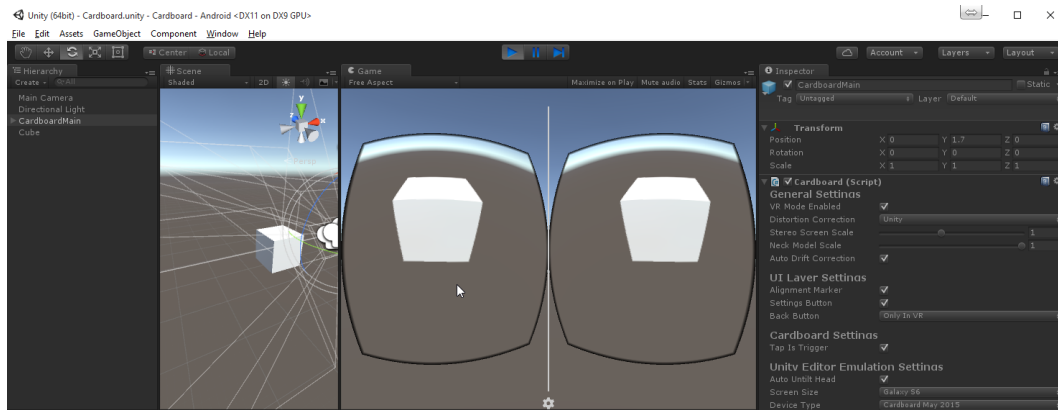 Unity (64bit) - Cardboard.unity - Cardboard - Android <DX11 on DX9 GPU>
File Edit Assets GameObject Component Window Help
Center Local Account Layers Layout
Hierarchy Scene Game Inspector
Create All Shaded 2D Free Aspect Maximize on Play Mute audio Stats Gizmos CardboardMain Static
Main Camera
Directional Light
CardboardMain
Cube
y
z x
Persp
Tag Untagged Layer Default
Transform
Position X 0 Y 1.7 Z 0
Rotation X 0 Y 0 Z 0
Scale X 1 Y 1 Z 1
Cardboard (Script)
General Settings
VR Mode Enabled
Distortion Correction Unity
Stereo Screen Scale 1
Neck Model Scale 1
Auto Drift Correction
UI Layer Settings
Alignment Marker
Settings Button
Back Button Only In VR
Cardboard Settings
Tap Is Trigger
Unity Editor Emulation Settings
Auto Untilt Head
Screen Size Galaxy S6
Device Type Cardboard May 2015